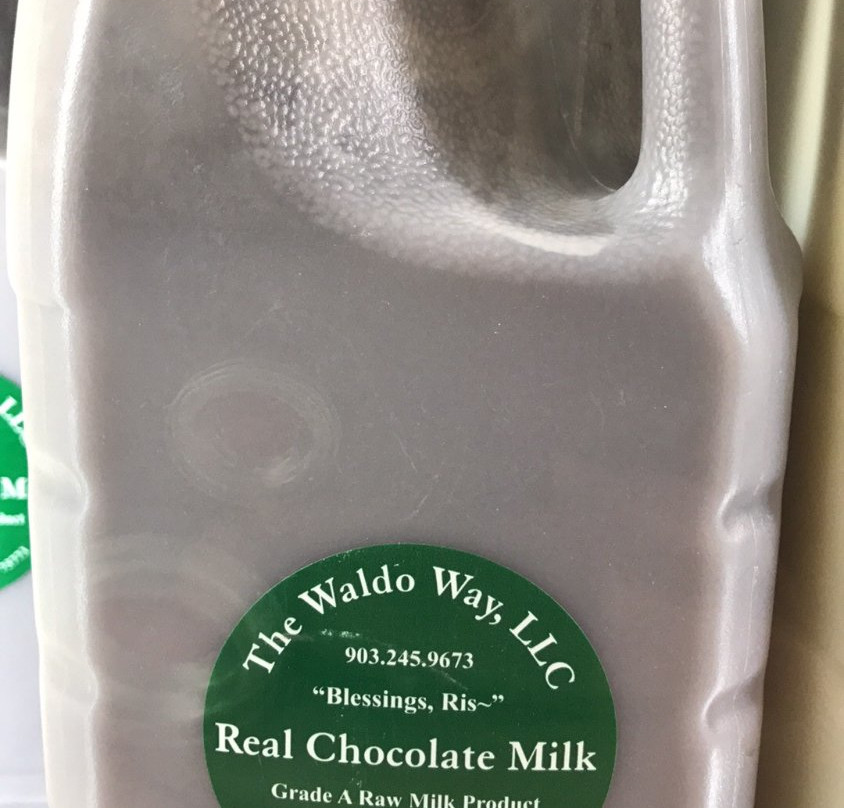 The Waldo Way, LLC
903.245.9673
“Blessings, Ris~”
Real Chocolate Milk
Grade A Raw Milk Product